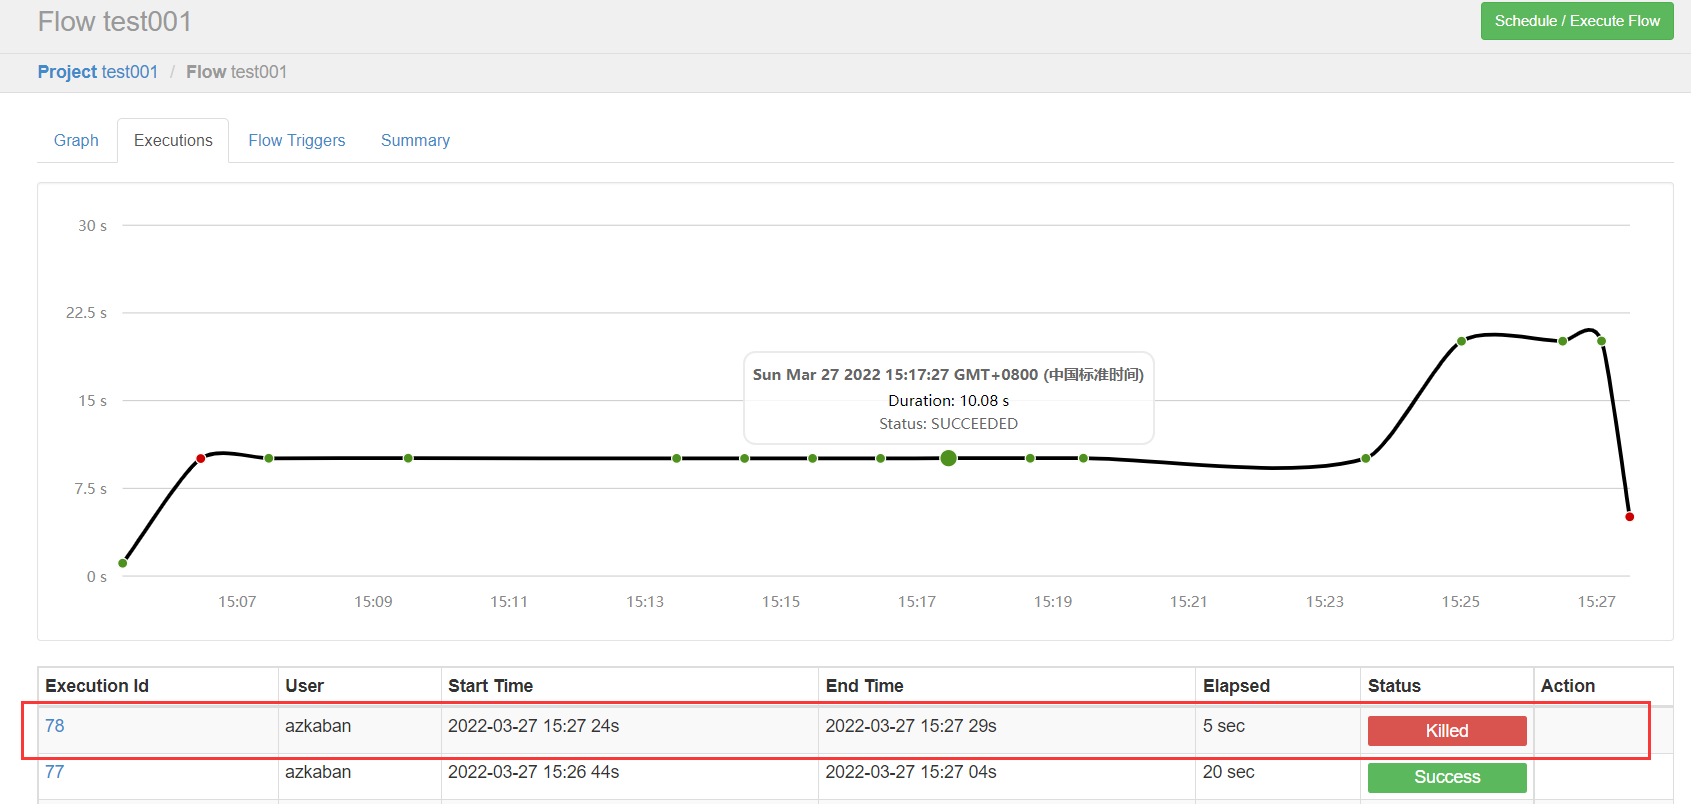 Flow test001
Schedule / Execute Flow
Project test001 / Flow test001
Graph Executions Flow Triggers Summary
30 s
22.5 s
15 s
7.5 s
0 s
Sun Mar 27 2022 15:17:27 GMT+0800 (中国标准时间)
Duration: 10.08 s
Status: SUCCEEDED
15:07 15:09 15:11 15:13 15:15 15:17 15:19 15:21 15:23 15:25 15:27
Execution Id User Start Time End Time Elapsed Status Action
78 azkaban 2022-03-27 15:27 24s 2022-03-27 15:27 29s 5 sec Killed
77 azkaban 2022-03-27 15:26 44s 2022-03-27 15:27 04s 20 sec Success